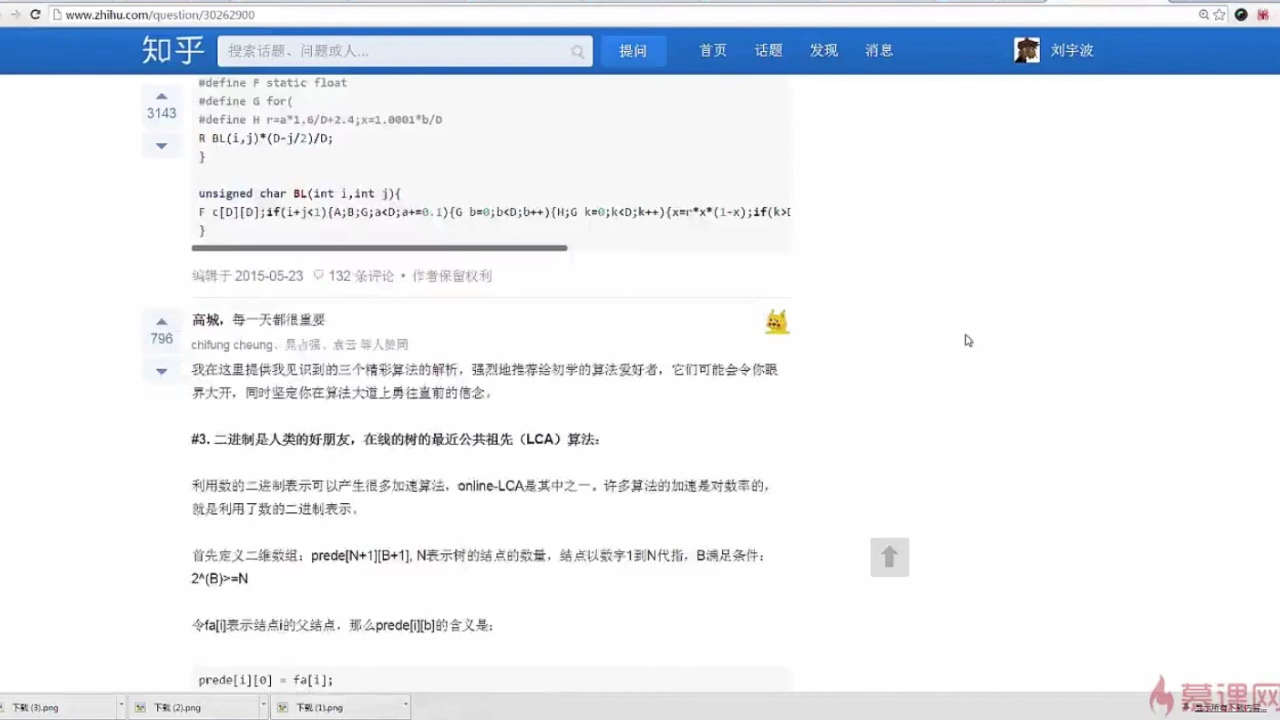 www.zhihu.com/question/30262900
知乎 搜索话题、问题或人... 提问 首页 话题 发现 消息 刘宇波
#define F static float
3143
#define G for(
#define H r=a*1.6/D+2.4;x=1.0001*b/D
R BL(i,j)*(D-j/2)/D;
}
unsigned char BL(int i,int j){
F c[D][D];if(i+j<1){A;B;G;a<D;a+=0.1){G b=0;b<D;b++){H;G k=0;k<D;k++){x=r*x*(1-x);if(k>D
}
编辑于 2015-05-23 132 条评论 • 作者保留权利
796
高城，每一天都很重要
chifung cheung、晁占强、袁云 等人赞同
我在这里提供我见识到的三个精彩算法的解析，强烈地推荐给初学的算法爱好者，它们可能会令你眼
界大开，同时坚定你在算法大道上勇往直前的信念。
#3. 二进制是人类的好朋友，在线的树的最近公共祖先（LCA）算法：
利用数的二进制表示可以产生很多加速算法，online-LCA是其中之一。许多算法的加速是对数率的，
就是利用了数的二进制表示。
首先定义二维数组：prede[N+1][B+1], N表示树的结点的数量，结点以数字1到N代指，B满足条件：
2^(B)>=N
令fa[i]表示结点i的父结点，那么prede[i][b]的含义是：
prede[i][0] = fa[i];
下载 (3).png 下载 (2).png 下载 (1).png 显示所有下载内容...
慕课网